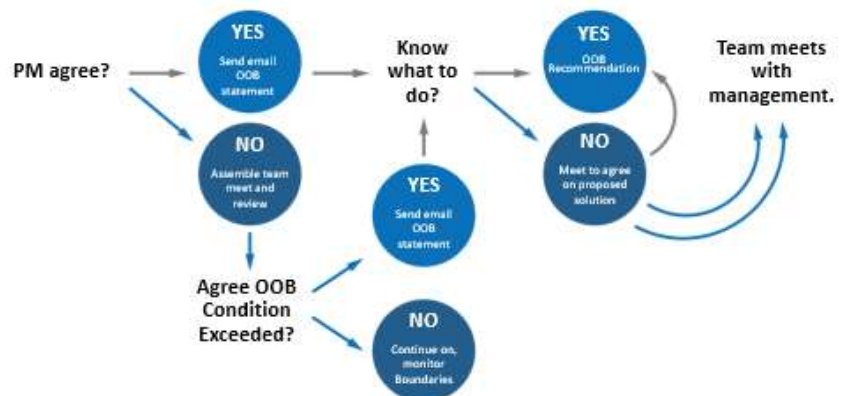 PM agree?
YES
Send email
OOB
statement
NO
Assemble team
meet and
review
Agree OOB
Condition
Exceeded?
YES
Send email
OOB
statement
NO
Continue on,
monitor
Boundaries
Know
what to
do?
YES
OOB
Recommendation
NO
Meet to agree
on proposed
solution
Team meets
with
management.